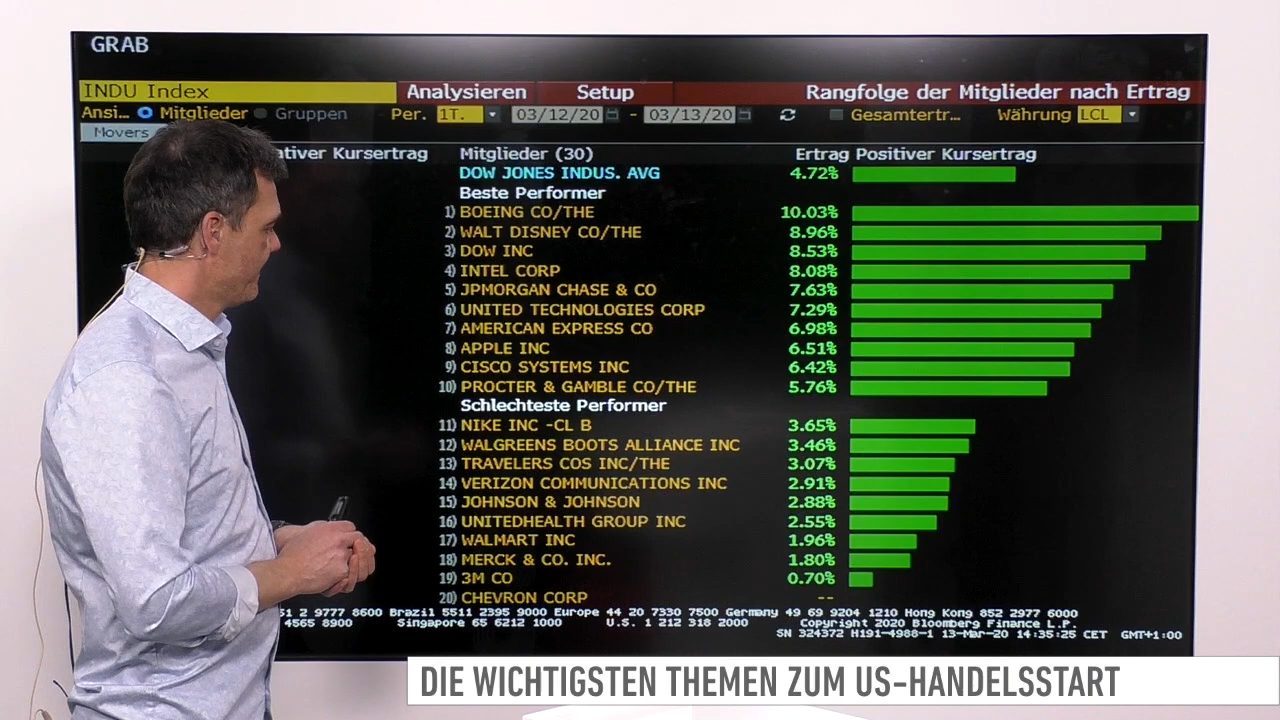 GRAB
INDU Index Analysieren Setup Rangfolge der Mitglieder nach Ertrag
Ansi... Mitglieder Gruppen Per. 1T. 03/12/20 - 03/13/20 Gesamtertr... Währung LCL
Movers
ativer Kursertrag Mitglieder (30) Ertrag Positiver Kursertrag
DOW JONES INDUS. AVG 4.72%
Beste Performer
1) BOEING CO/THE 10.03%
2) WALT DISNEY CO/THE 8.96%
3) DOW INC 8.53%
4) INTEL CORP 8.08%
5) JPMORGAN CHASE & CO 7.63%
6) UNITED TECHNOLOGIES CORP 7.29%
7) AMERICAN EXPRESS CO 6.98%
8) APPLE INC 6.51%
9) CISCO SYSTEMS INC 6.42%
10) PROCTER & GAMBLE CO/THE 5.76%
Schlechteste Performer
11) NIKE INC -CL B 3.65%
12) WALGREENS BOOTS ALLIANCE INC 3.46%
13) TRAVELERS COS INC/THE 3.07%
14) VERIZON COMMUNICATIONS INC 2.91%
15) JOHNSON & JOHNSON 2.88%
16) UNITEDHEALTH GROUP INC 2.55%
17) WALMART INC 1.96%
18) MERCK & CO. INC. 1.80%
19) 3M CO 0.70%
20) CHEVRON CORP --
51 2 9777 8600 Brazil 5511 2395 9000 Europe 44 20 7330 7500 Germany 49 69 9204 1210 Hong Kong 852 2977 6000
4565 8900 Singapore 65 6212 1000 U.S. 1 212 318 2000 Copyright 2020 Bloomberg Finance L.P.
SN 324372 H191-4988-1 13-Mar-20 14:35:25 CET GMT+1:00
DIE WICHTIGSTEN THEMEN ZUM US-HANDELSSTART